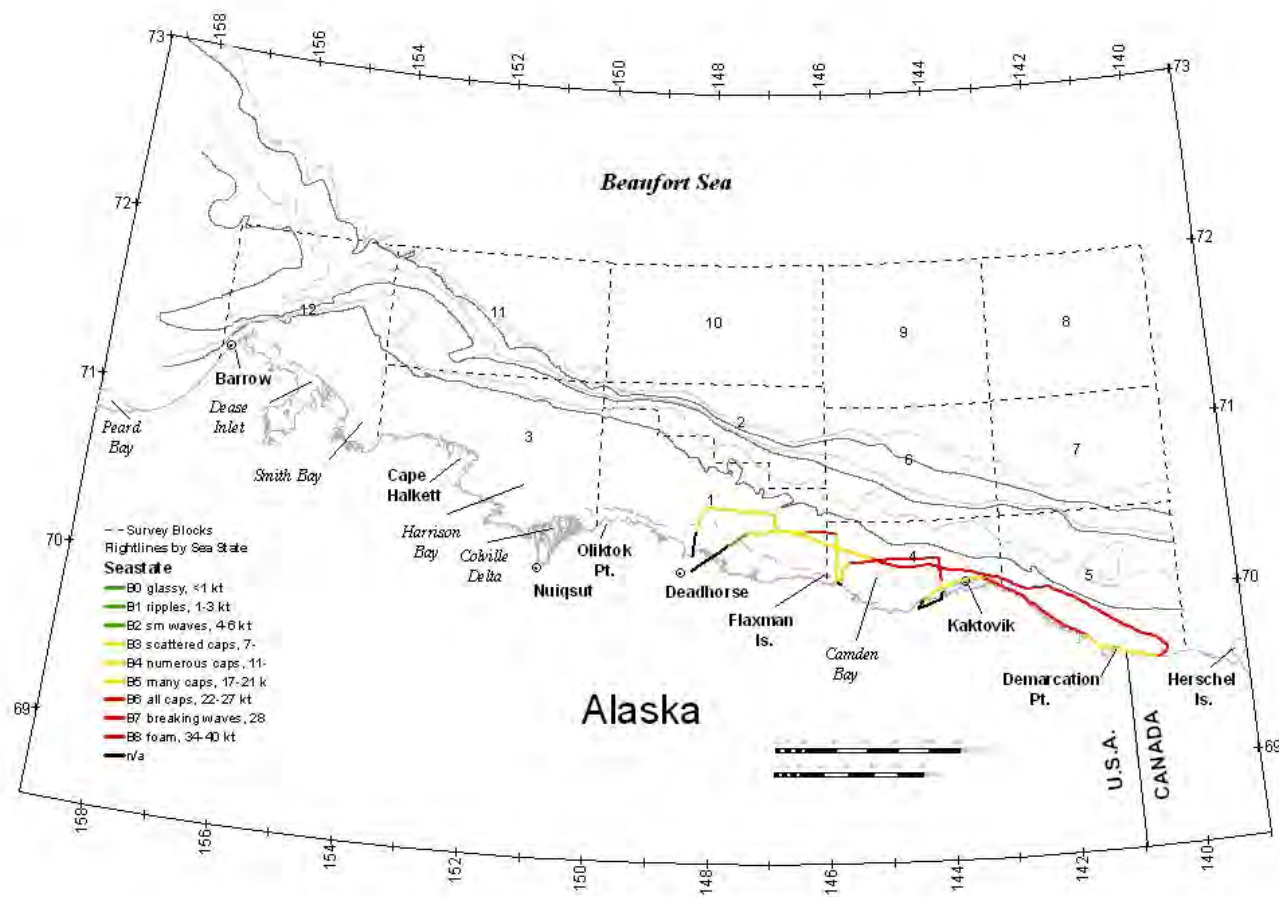 158
156
154
152
150
148
146
144
142
140
73
73
Beaufort Sea
72
72
12
11
10
9
8
71
71
Barrow
Peard
Bay
Dease
Inlet
Smith Bay
3
2
6
7
Cape
Halkett
Harrison
Bay
Colville
Delta
Oliktok
Pt.
Nuiqsut
1
4
5
70
70
Deadhorse
Flaxman
Is.
Camden
Bay
Kaktovik
Demarcation
Pt.
Herschel
Is.
--- Survey Blocks
Flightlines by Sea State
Seastate
B0 glassy, <1 kt
B1 ripples, 1-3 kt
B2 sm waves, 4-6 kt
B3 scattered caps, 7-
B4 numerous caps, 11-
B5 many caps, 17-21 k
B6 all caps, 22-27 kt
B7 breaking waves, 28
B8 foam, 34-40 kt
n/a
Alaska
U.S.A.
CANADA
69
69
158
156
154
152
150
148
146
144
142
140